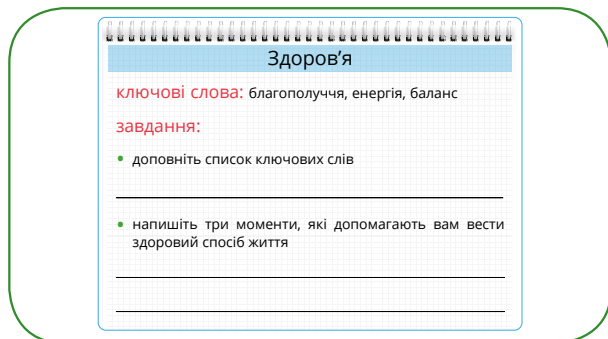 Здоров’я
ключові слова: благополуччя, енергія, баланс
завдання:
• доповніть список ключових слів
• напишіть три моменти, які допомагають вам вести
здоровий спосіб життя